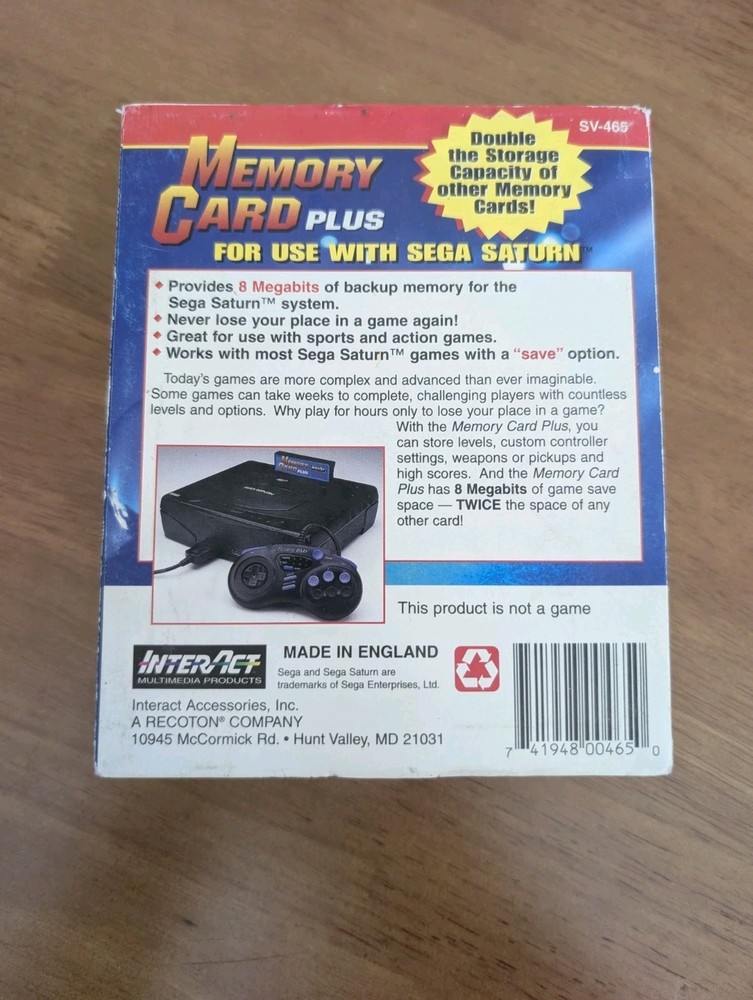 SV-465
Double
the Storage
Capacity of
other Memory
Cards!
MEMORY
CARD PLUS
FOR USE WITH SEGA SATURN™
Provides 8 Megabits of backup memory for the
Sega Saturn™ system.
Never lose your place in a game again!
Great for use with sports and action games.
Works with most Sega Saturn™ games with a "save" option.
Today's games are more complex and advanced than ever imaginable.
Some games can take weeks to complete, challenging players with countless
levels and options. Why play for hours only to lose your place in a game?
With the Memory Card Plus, you
can store levels, custom controller
settings, weapons or pickups and
high scores. And the Memory Card
Plus has 8 Megabits of game save
space — TWICE the space of any
other card!
MEMORY
CARD PLUS
This product is not a game
INTERACT
MULTIMEDIA PRODUCTS
MADE IN ENGLAND
Sega and Sega Saturn are
trademarks of Sega Enterprises, Ltd.
Interact Accessories, Inc.
A RECOTON® COMPANY
10945 McCormick Rd. • Hunt Valley, MD 21031
7 41948 00465 0